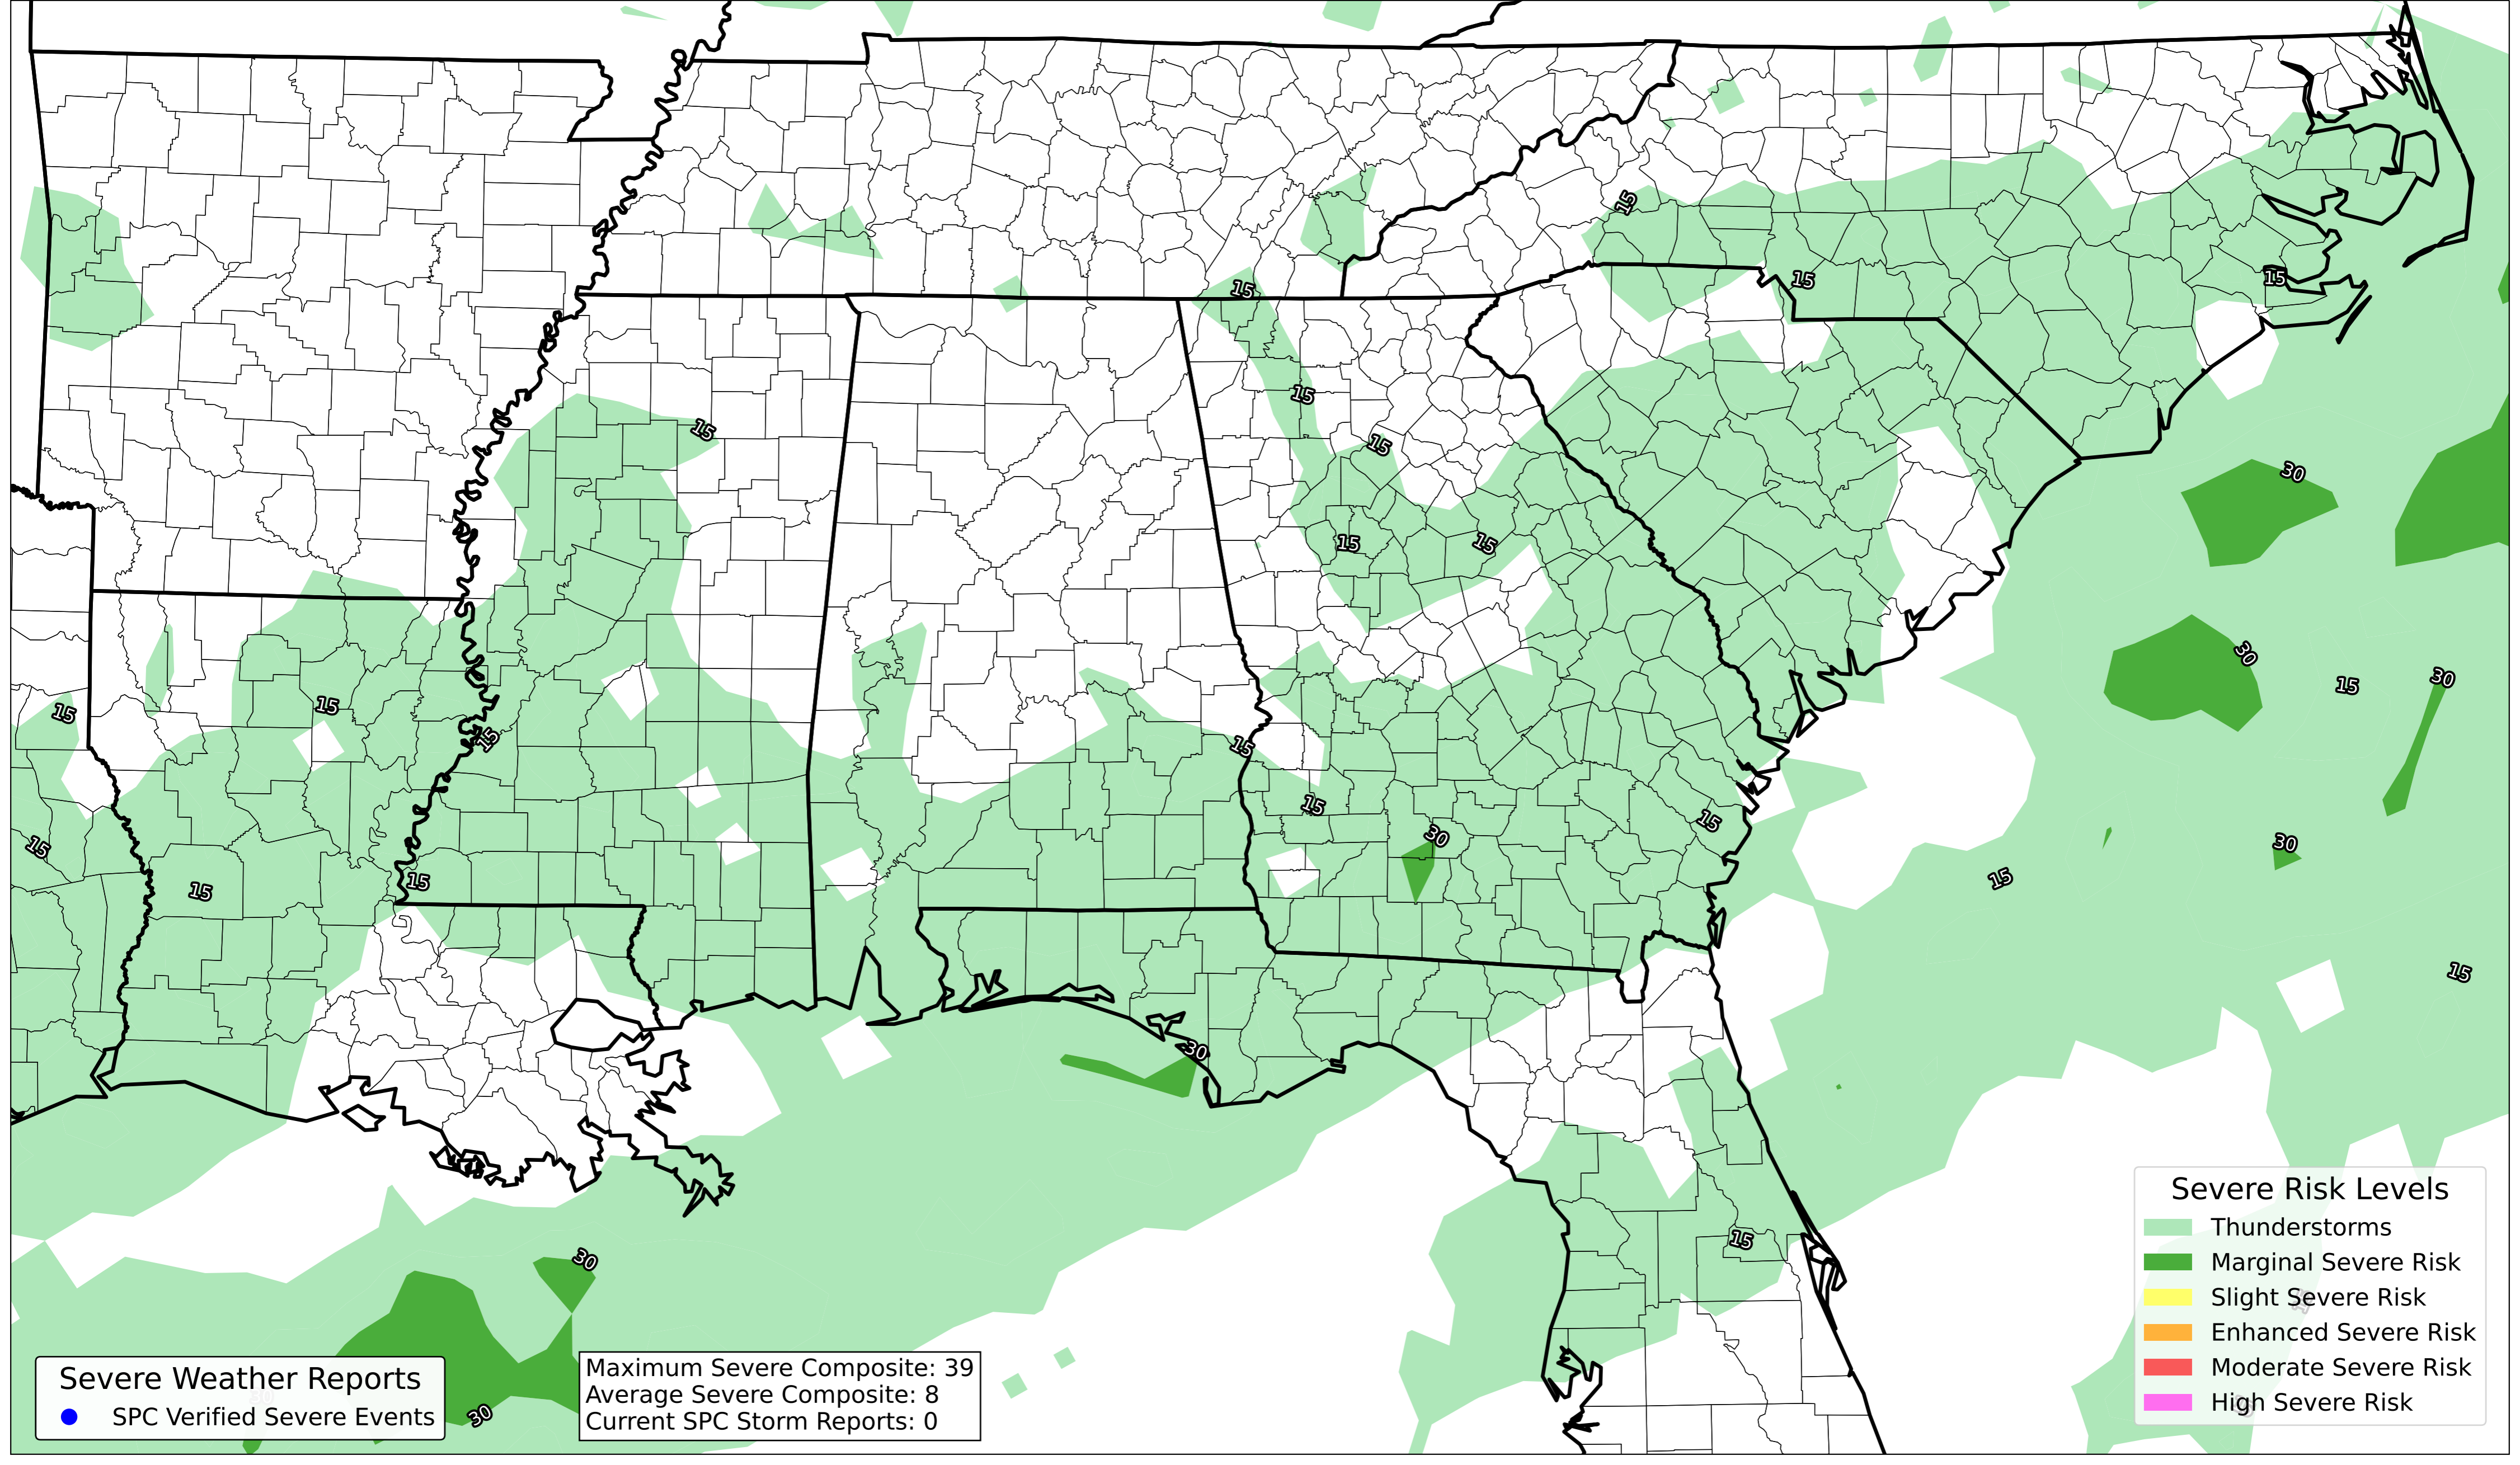 15
15
15
15
15
15
15
30
15
15
30
15
30
15
15
15
15
15
15
30
30
15
15
15
15
15
30
30
15
30
30
Severe Risk Levels
Thunderstorms
Marginal Severe Risk
Slight Severe Risk
Enhanced Severe Risk
Moderate Severe Risk
High Severe Risk
Severe Weather Reports
SPC Verified Severe Events
Maximum Severe Composite: 39
Average Severe Composite: 8
Current SPC Storm Reports: 0